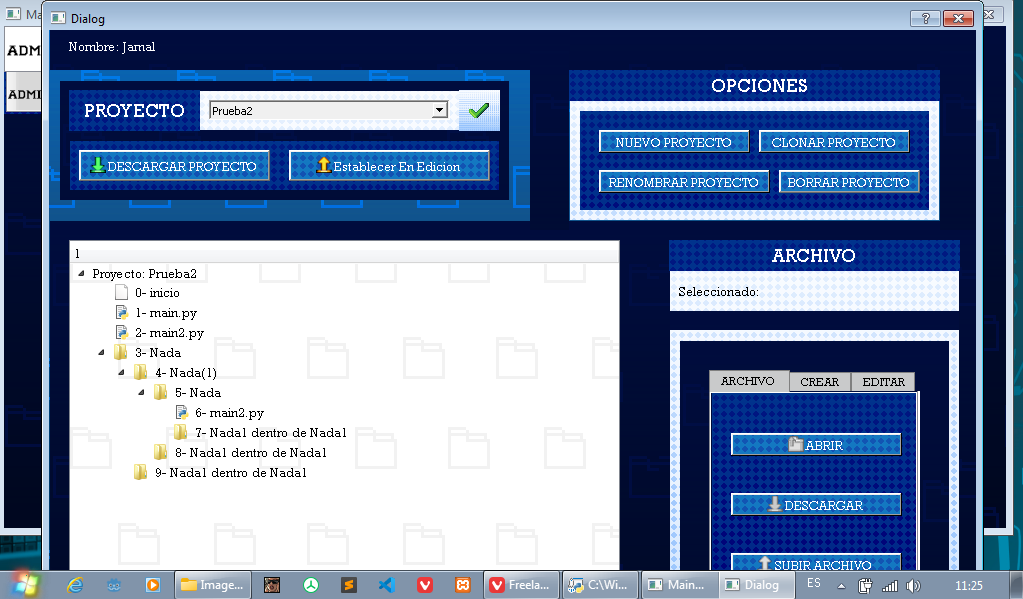 Ma
Dialog
ADM
ADMI
Nombre: Jamal
PROYECTO
Prueba2
DESCARGAR PROYECTO
Establecer En Edicion
OPCIONES
NUEVO PROYECTO
CLONAR PROYECTO
RENOMBRAR PROYECTO
BORRAR PROYECTO
1
Proyecto: Prueba2
0- inicio
1- main.py
2- main2.py
3- Nada
4- Nada(1)
5- Nada
6- main2.py
7- Nada1 dentro de Nada1
8- Nada1 dentro de Nada1
9- Nada1 dentro de Nada1
ARCHIVO
Seleccionado:
ARCHIVO
CREAR
EDITAR
ABRIR
DESCARGAR
SUBIR ARCHIVO
Image...
Freela...
C:\Wi...
Main...
Dialog
ES
11:25